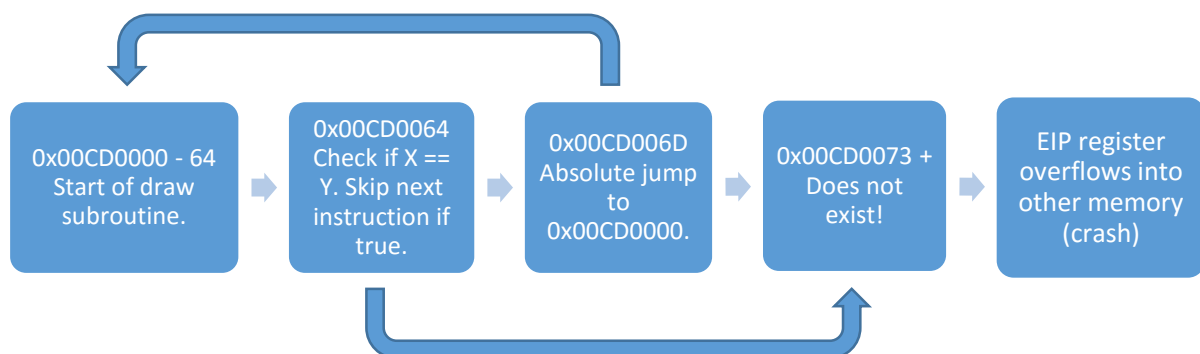 0x00CD0000 - 64
Start of draw
subroutine.
0x00CD0064
Check if X ==
Y. Skip next
instruction if
true.
0x00CD006D
Absolute jump
to
0x00CD0000.
0x00CD0073 +
Does not
exist!
EIP register
overflows into
other memory
(crash)